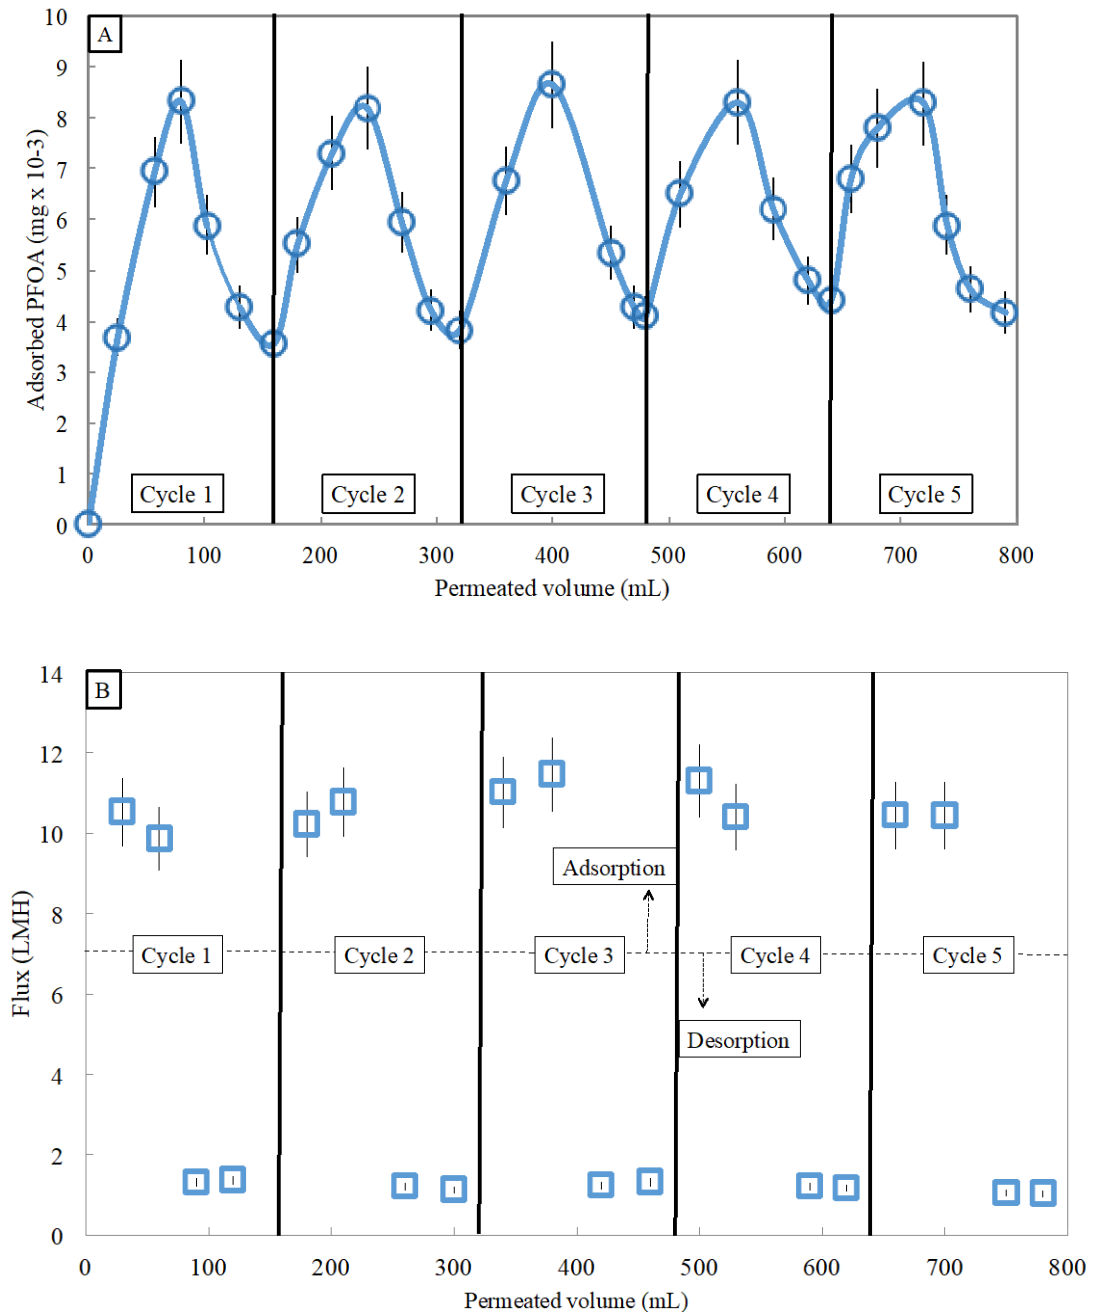 A
10
9
8
7
6
5
4
3
2
1
0
Adsorbed PFOA (mg x 10-3)
Cycle 1 Cycle 2 Cycle 3 Cycle 4 Cycle 5
0 100 200 300 400 500 600 700 800
Permeated volume (mL)
B
14
12
10
8
6
4
2
0
Flux (LMH)
Adsorption
Cycle 1 Cycle 2 Cycle 3 Cycle 4 Cycle 5
Desorption
0 100 200 300 400 500 600 700 800
Permeated volume (mL)